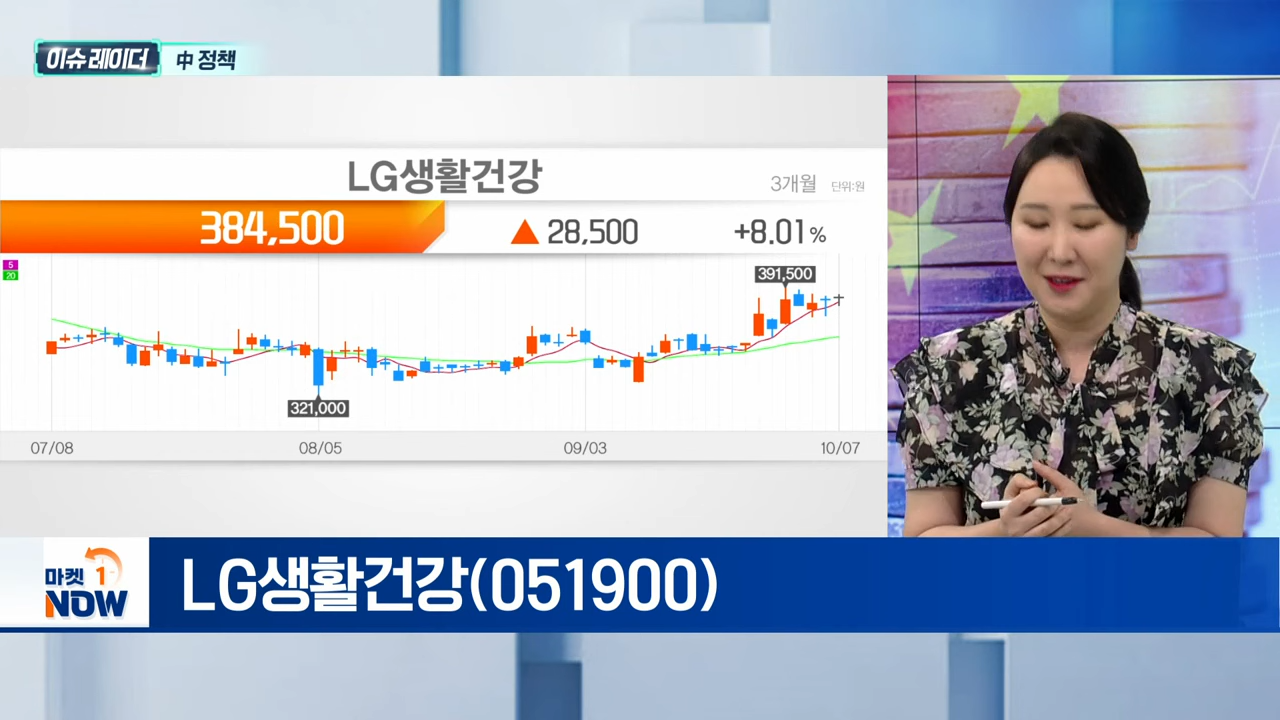 이슈 레이더 中 정책
LG생활건강
3개월 단위:원
384,500 ▲ 28,500 +8.01%
5
20
391,500
321,000
07/08 08/05 09/03 10/07
마켓 1
NOW
LG생활건강(051900)